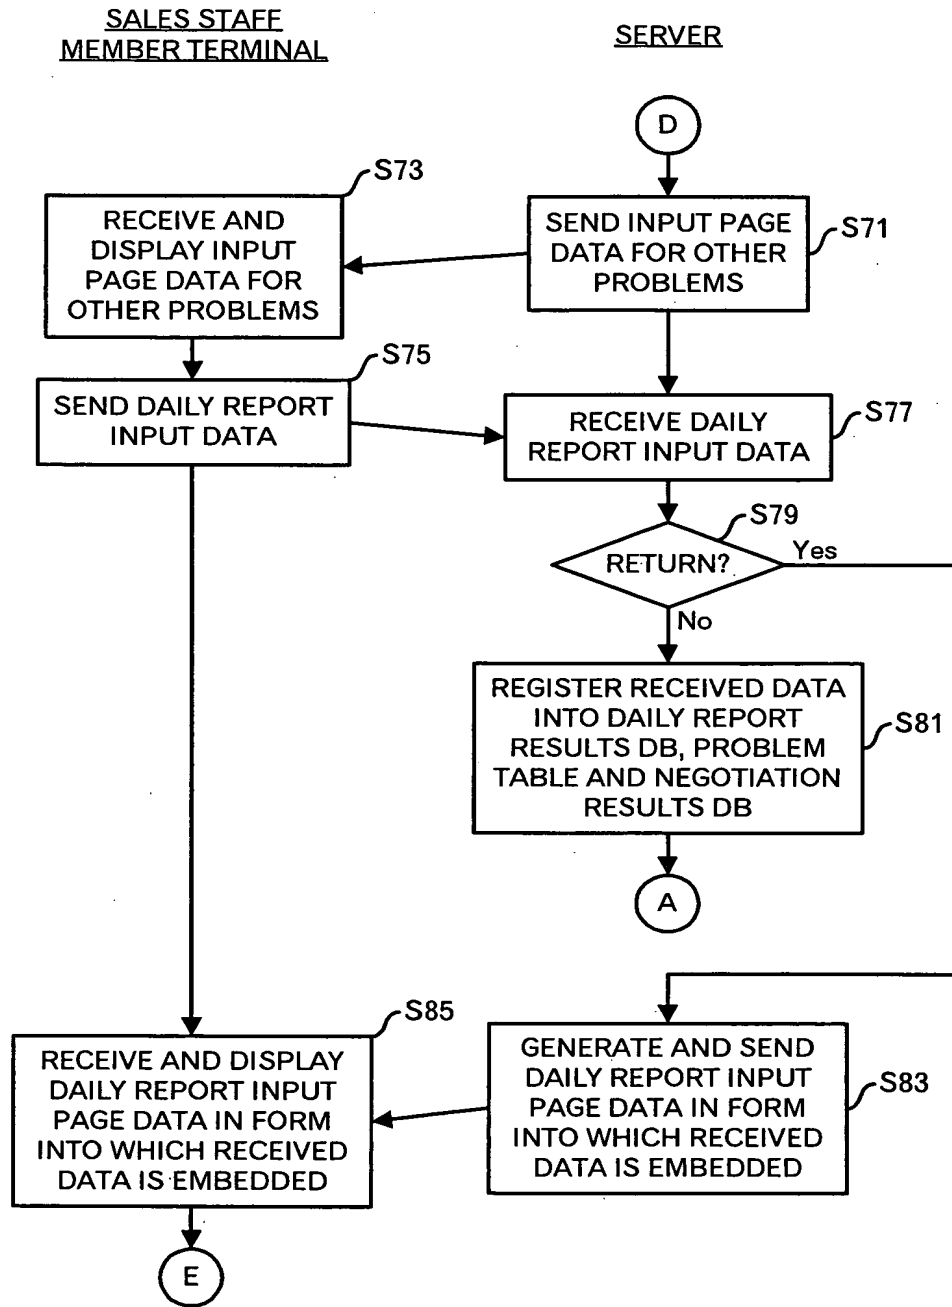 SALES STAFF
MEMBER TERMINAL
SERVER
D
S73
RECEIVE AND
DISPLAY INPUT
PAGE DATA FOR
OTHER PROBLEMS
SEND INPUT PAGE
DATA FOR OTHER
PROBLEMS
S71
S75
SEND DAILY REPORT
INPUT DATA
RECEIVE DAILY
REPORT INPUT DATA
S77
S79
RETURN?
Yes
No
REGISTER RECEIVED DATA
INTO DAILY REPORT
RESULTS DB, PROBLEM
TABLE AND NEGOTIATION
RESULTS DB
S81
A
S85
RECEIVE AND DISPLAY
DAILY REPORT INPUT
PAGE DATA IN FORM
INTO WHICH RECEIVED
DATA IS EMBEDDED
GENERATE AND SEND
DAILY REPORT INPUT
PAGE DATA IN FORM
INTO WHICH RECEIVED
DATA IS EMBEDDED
S83
E